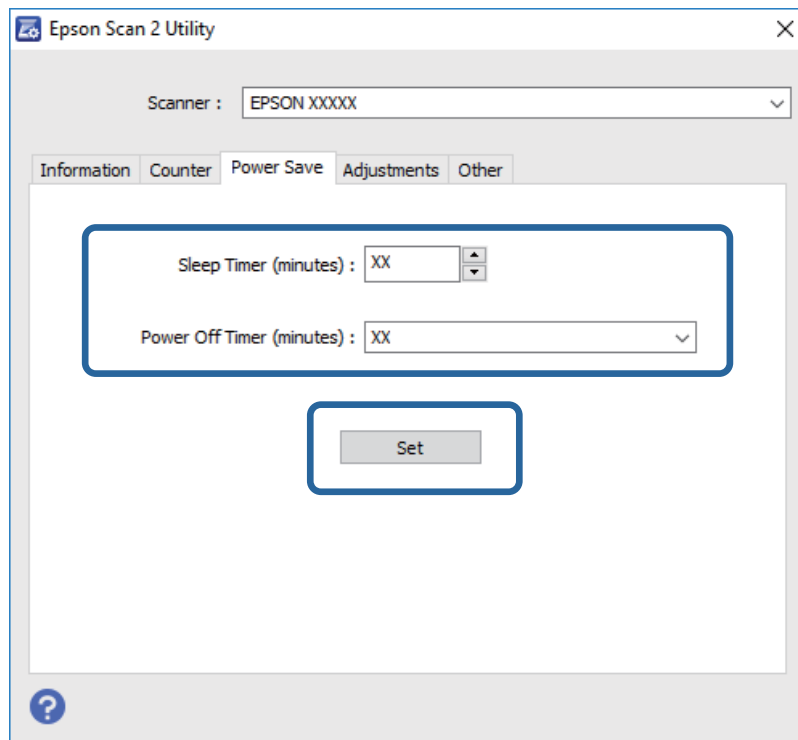 Epson Scan 2 Utility
Scanner : EPSON XXXXX
Information Counter Power Save Adjustments Other
Sleep Timer (minutes) : XX
Power Off Timer (minutes) : XX
Set
?